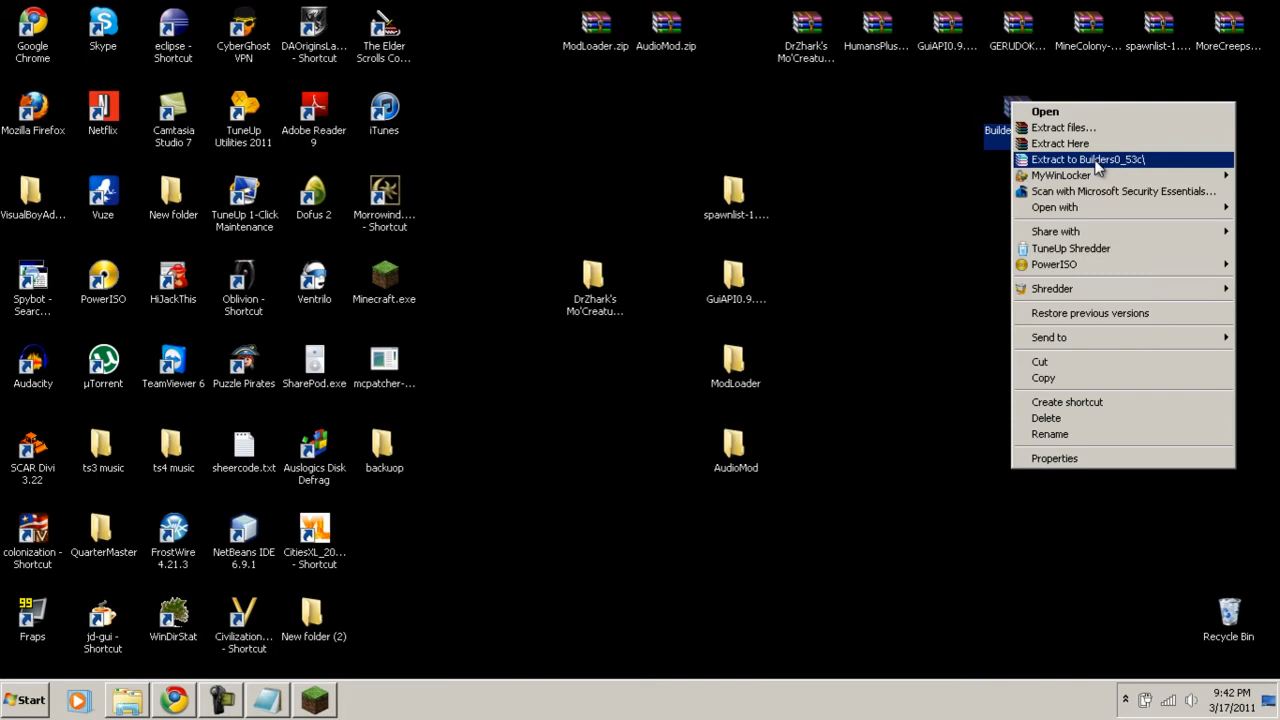 Google
Chrome
Skype
eclipse -
Shortcut
CyberGhost
VPN
DAOriginsLa...
- Shortcut
The Elder
Scrolls Co...
ModLoader.zip
AudioMod.zip
DrZhark's
Mo'Creatu...
HumansPlus...
GuiAPI0.9....
GERUDOK...
MineColony-...
spawnlist-1....
MoreCreeps...
Mozilla Firefox
Netflix
Camtasia
Studio 7
TuneUp
Utilities 2011
Adobe Reader
9
iTunes
Builde
Open
Extract files...
Extract Here
Extract to Builders0_53c\
MyWinLocker
Scan with Microsoft Security Essentials...
Open with
Share with
TuneUp Shredder
PowerISO
Shredder
Restore previous versions
Send to
Cut
Copy
Create shortcut
Delete
Rename
Properties
VisualBoyAd...
Vuze
New folder
TuneUp 1-Click
Maintenance
Dofus 2
Morrowind....
- Shortcut
spawnlist-1....
Spybot -
Searc...
PowerISO
HiJackThis
Oblivion -
Shortcut
Ventrilo
Minecraft.exe
DrZhark's
Mo'Creatu...
GuiAPI0.9....
Audacity
µTorrent
TeamViewer 6
Puzzle Pirates
SharePod.exe
mcpatcher-...
ModLoader
SCAR Divi
3.22
ts3 music
ts4 music
sheercode.txt
Auslogics Disk
Defrag
backuop
AudioMod
colonization -
Shortcut
QuarterMaster
FrostWire
4.21.3
NetBeans IDE
6.9.1
CitiesXL_20...
- Shortcut
99
Fraps
jd-gui -
Shortcut
WinDirStat
Civilization...
- Shortcut
New folder (2)
Recycle Bin
Start
9:42 PM
3/17/2011